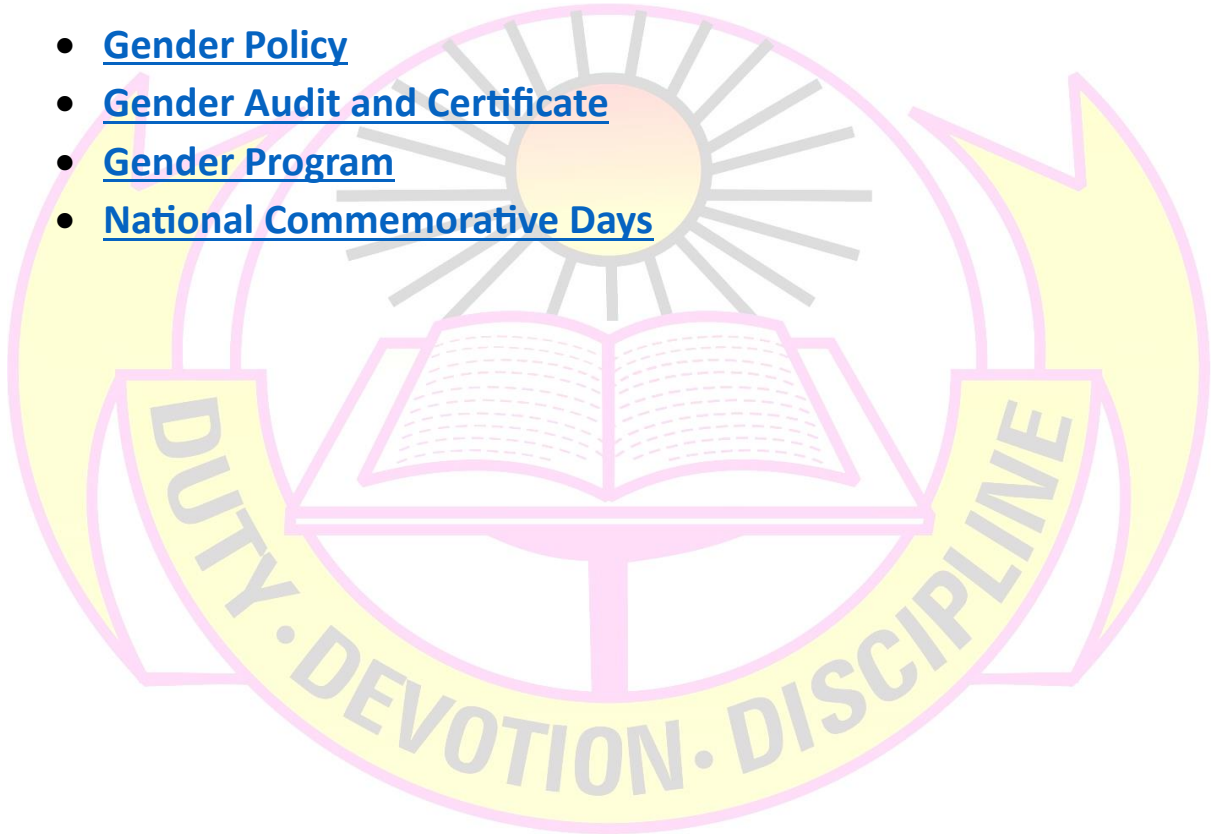 • Gender Policy
• Gender Audit and Certificate
• Gender Program
• National Commemorative Days
DUTY • DEVOTION • DISCIPLINE